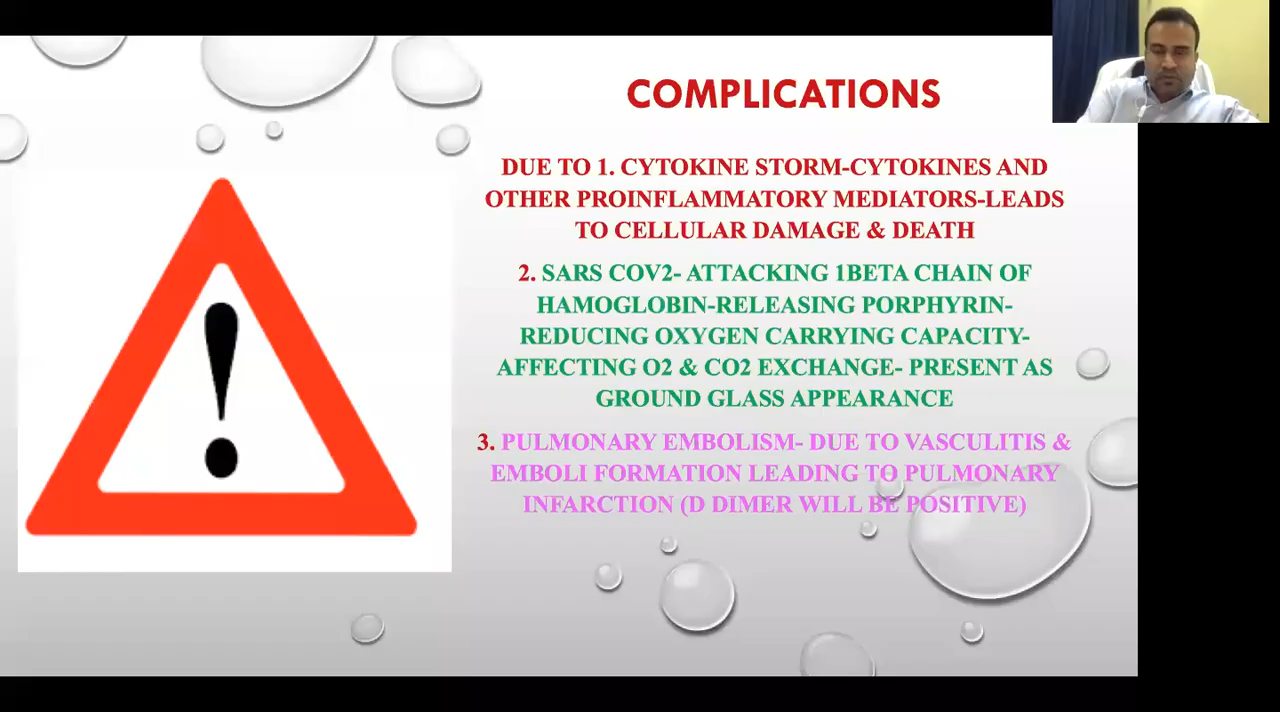 COMPLICATIONS
DUE TO 1. CYTOKINE STORM-CYTOKINES AND
OTHER PROINFLAMMATORY MEDIATORS-LEADS
TO CELLULAR DAMAGE & DEATH
2. SARS COV2- ATTACKING 1BETA CHAIN OF
HAMOGLOBIN-RELEASING PORPHYRIN-
REDUCING OXYGEN CARRYING CAPACITY-
AFFECTING O2 & CO2 EXCHANGE- PRESENT AS
GROUND GLASS APPEARANCE
3. PULMONARY EMBOLISM- DUE TO VASCULITIS &
EMBOLI FORMATION LEADING TO PULMONARY
INFARCTION (D DIMER WILL BE POSITIVE)